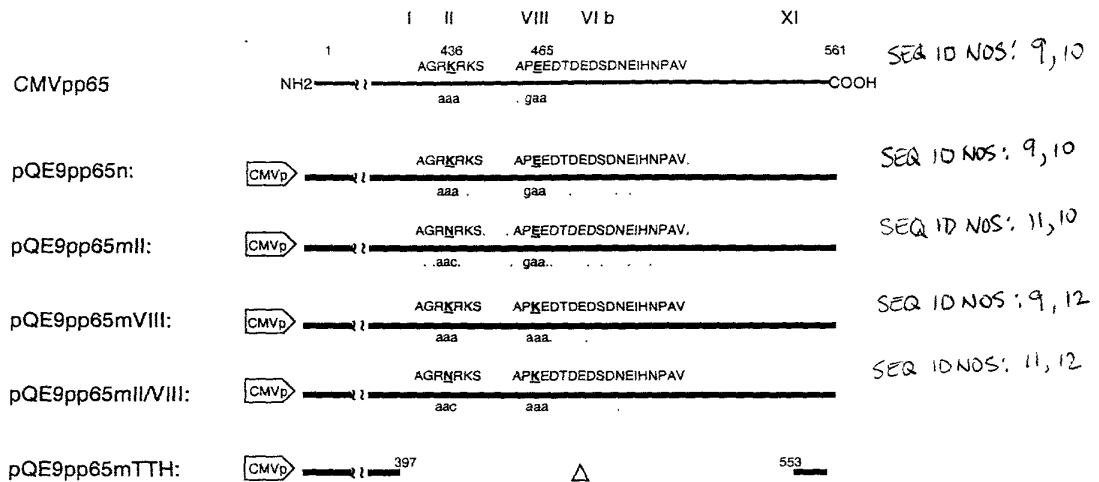 I II VIII VI b XI
1 436 465 561 SEQ ID NOS: 9,10
AGRKRKS APEEDTDEDSDNEIHNPAV
CMVpp65 NH2 COOH
aaa gaa
pQE9pp65n: CMVp AGRKRKS APEEDTDEDSDNEIHNPAV. SEQ ID NOS: 9,10
aaa gaa
pQE9pp65mII: CMVp AGRNRKS. APEEDTDEDSDNEIHNPAV. SEQ ID NOS: 11,10
aac. gaa..
pQE9pp65mVIII: CMVp AGRKRKS APKEDTDEDSDNEIHNPAV SEQ ID NOS: 9,12
aaa aaa.
pQE9pp65mII/VIII: CMVp AGRNRKS APKEDTDEDSDNEIHNPAV SEQ ID NOS: 11,12
aac aaa
pQE9pp65mTTH: CMVp 397 Δ 553